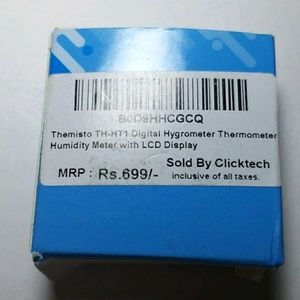 B0D9HHCGCQ
Themisto TH-HT1 Digital Hygrometer Thermometer
Humidity Meter with LCD Display
Sold By Clicktech
MRP : Rs.699/- inclusive of all taxes.